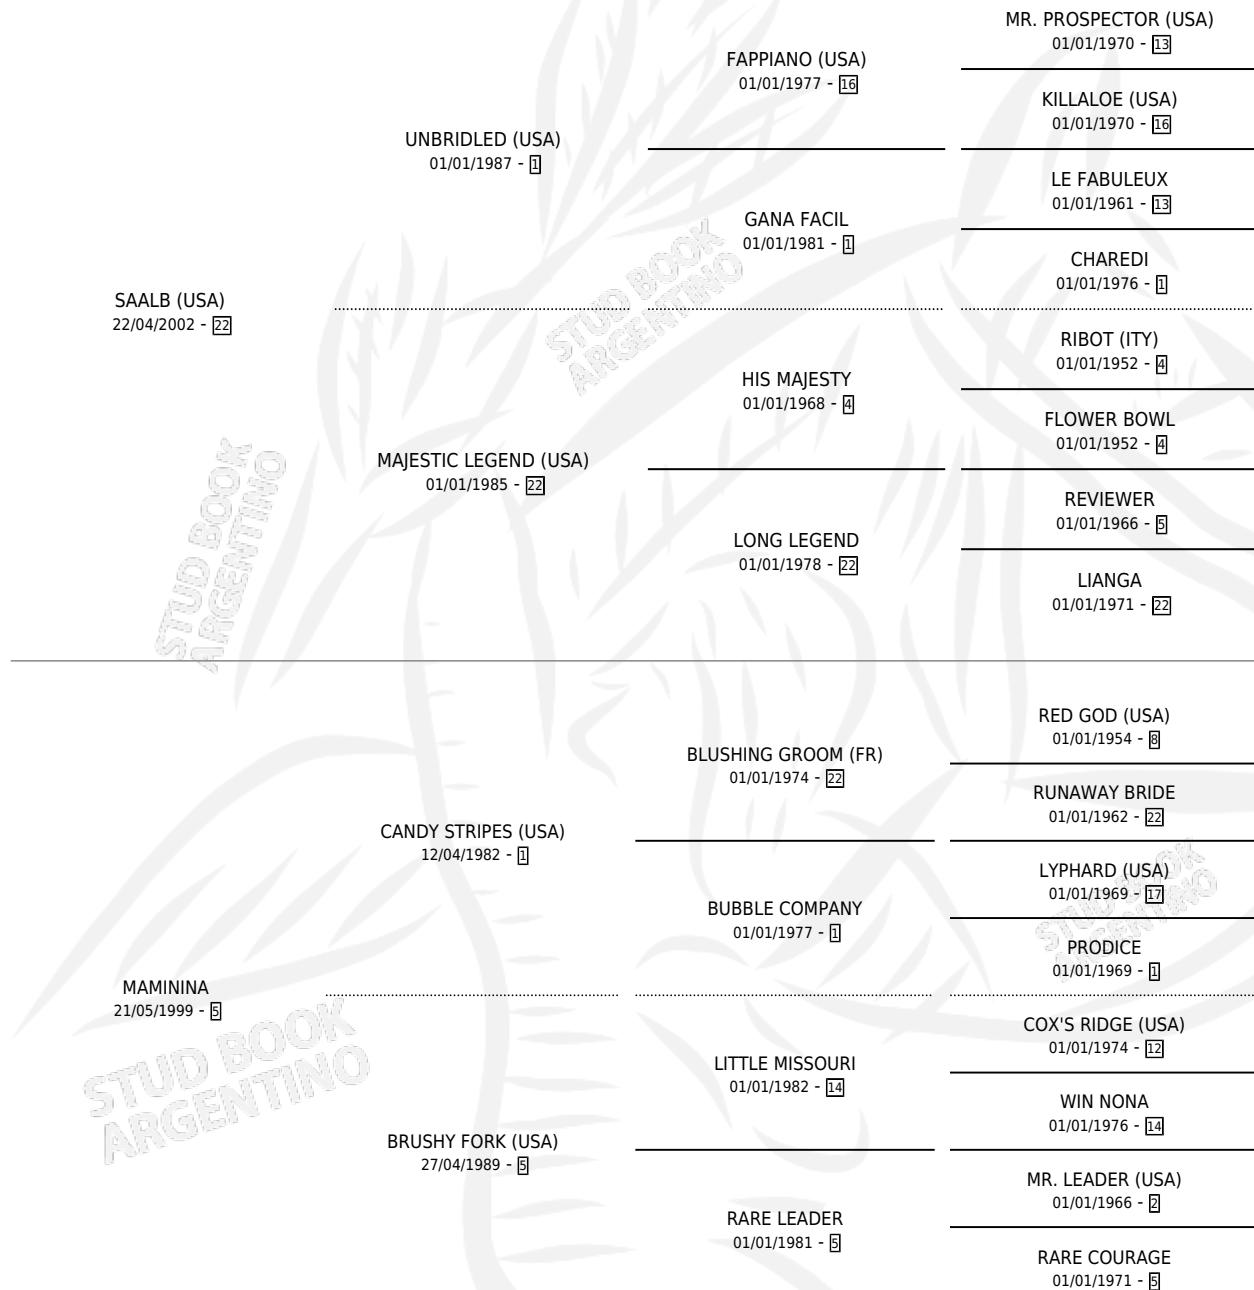 MR. PROSPECTOR (USA)
01/01/1970 - 13
FAPPIANO (USA)
01/01/1977 - 16
KILLALOE (USA)
01/01/1970 - 16
UNBRIDLED (USA)
01/01/1987 - 1
LE FABULEUX
01/01/1961 - 13
GANA FACIL
01/01/1981 - 1
CHAREDI
01/01/1976 - 1
SAALB (USA)
22/04/2002 - 22
STUD BOOK
ARGENTINO
RIBOT (ITY)
01/01/1952 - 4
HIS MAJESTY
01/01/1968 - 4
FLOWER BOWL
01/01/1952 - 4
MAJESTIC LEGEND (USA)
01/01/1985 - 22
REVIEWER
01/01/1966 - 5
LONG LEGEND
01/01/1978 - 22
LIANGA
01/01/1971 - 22
STUD BOOK
ARGENTINO
RED GOD (USA)
01/01/1954 - 8
BLUSHING GROOM (FR)
01/01/1974 - 22
RUNAWAY BRIDE
01/01/1962 - 22
CANDY STRIPES (USA)
12/04/1982 - 1
LYPHARD (USA)
01/01/1969 - 17
BUBBLE COMPANY
01/01/1977 - 1
PRODICE
01/01/1969 - 1
STUD BOOK
ARGENTINO
MAMININA
21/05/1999 - 5
COX'S RIDGE (USA)
01/01/1974 - 12
LITTLE MISSOURI
01/01/1982 - 14
WIN NONA
01/01/1976 - 14
STUD BOOK
ARGENTINO
BRUSHY FORK (USA)
27/04/1989 - 5
MR. LEADER (USA)
01/01/1966 - 2
RARE LEADER
01/01/1981 - 5
RARE COURAGE
01/01/1971 - 5